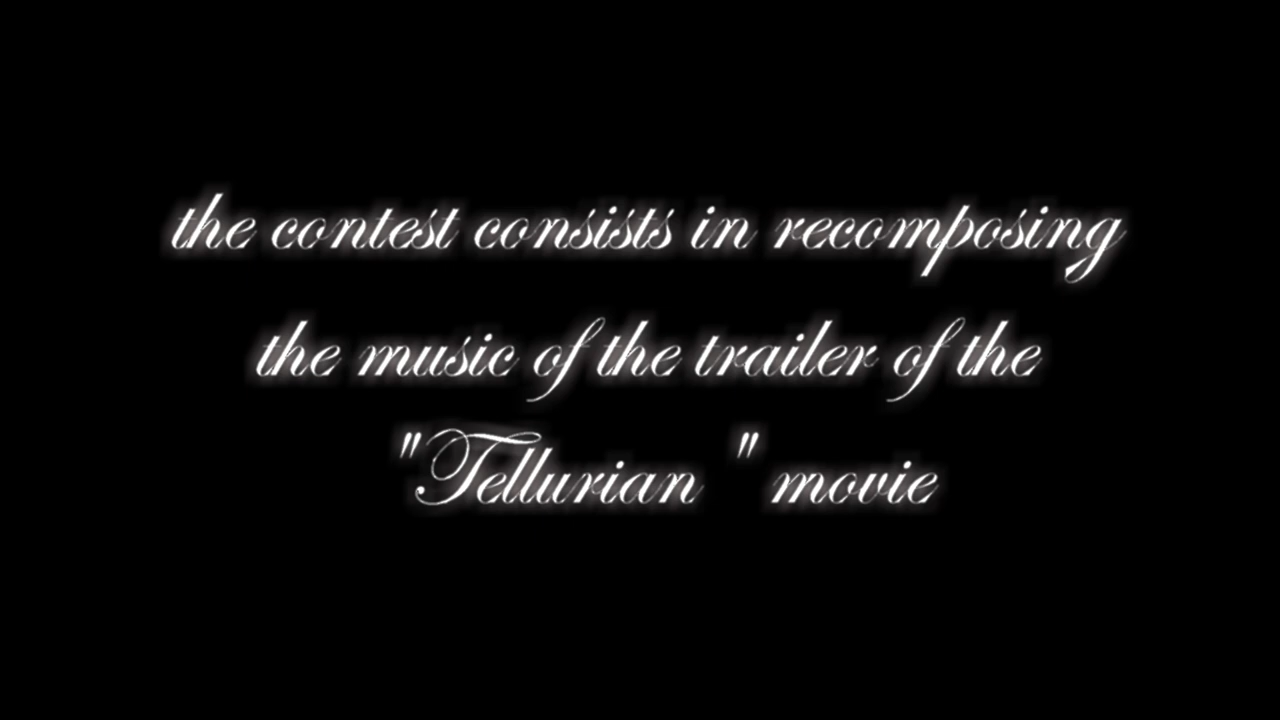 the contest consists in recomposing
the music of the trailer of the
"Tellurian " movie